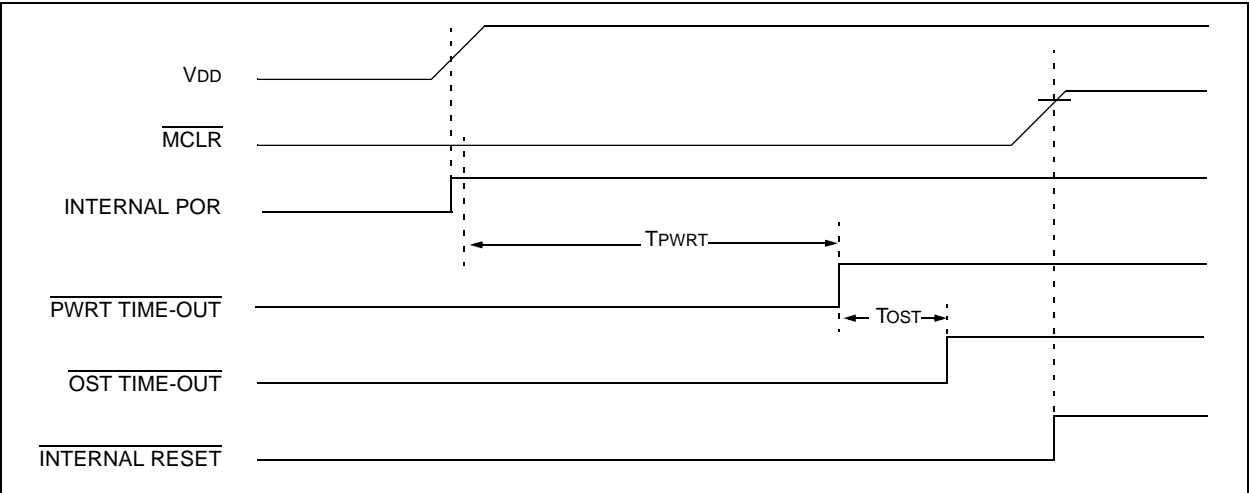 VDD
MCLR
INTERNAL POR
TPWRT
PWRT TIME-OUT
TOST
OST TIME-OUT
INTERNAL RESET